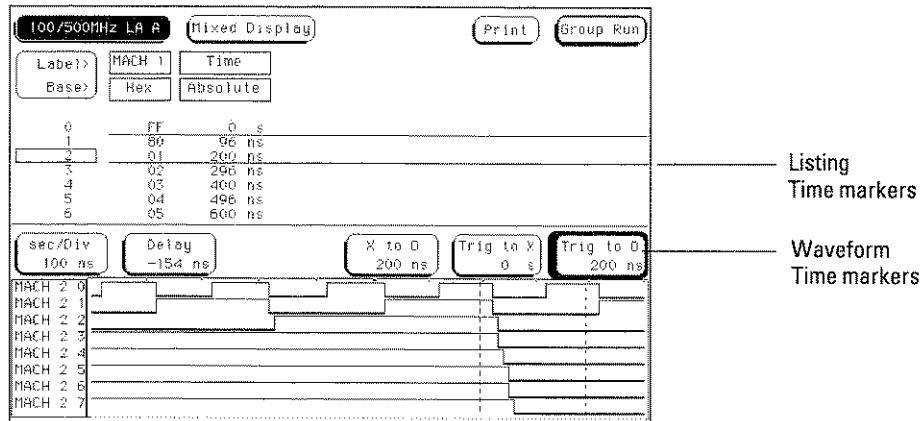 100/500MHz LA A Mixed Display Print Group Run
Label> MACH 1 Time
Base> Hex Absolute
0 FF 0 s
1 80 96 ns
2 01 200 ns
3 02 296 ns
4 03 400 ns
5 04 496 ns
6 05 600 ns
Listing
Time markers
sec/Div Delay X to O Trig to X Trig to O
100 ns -154 ns 200 ns 0 s 200 ns
Waveform
Time markers
MACH 2 0
MACH 2 1
MACH 2 2
MACH 2 3
MACH 2 4
MACH 2 5
MACH 2 6
MACH 2 7